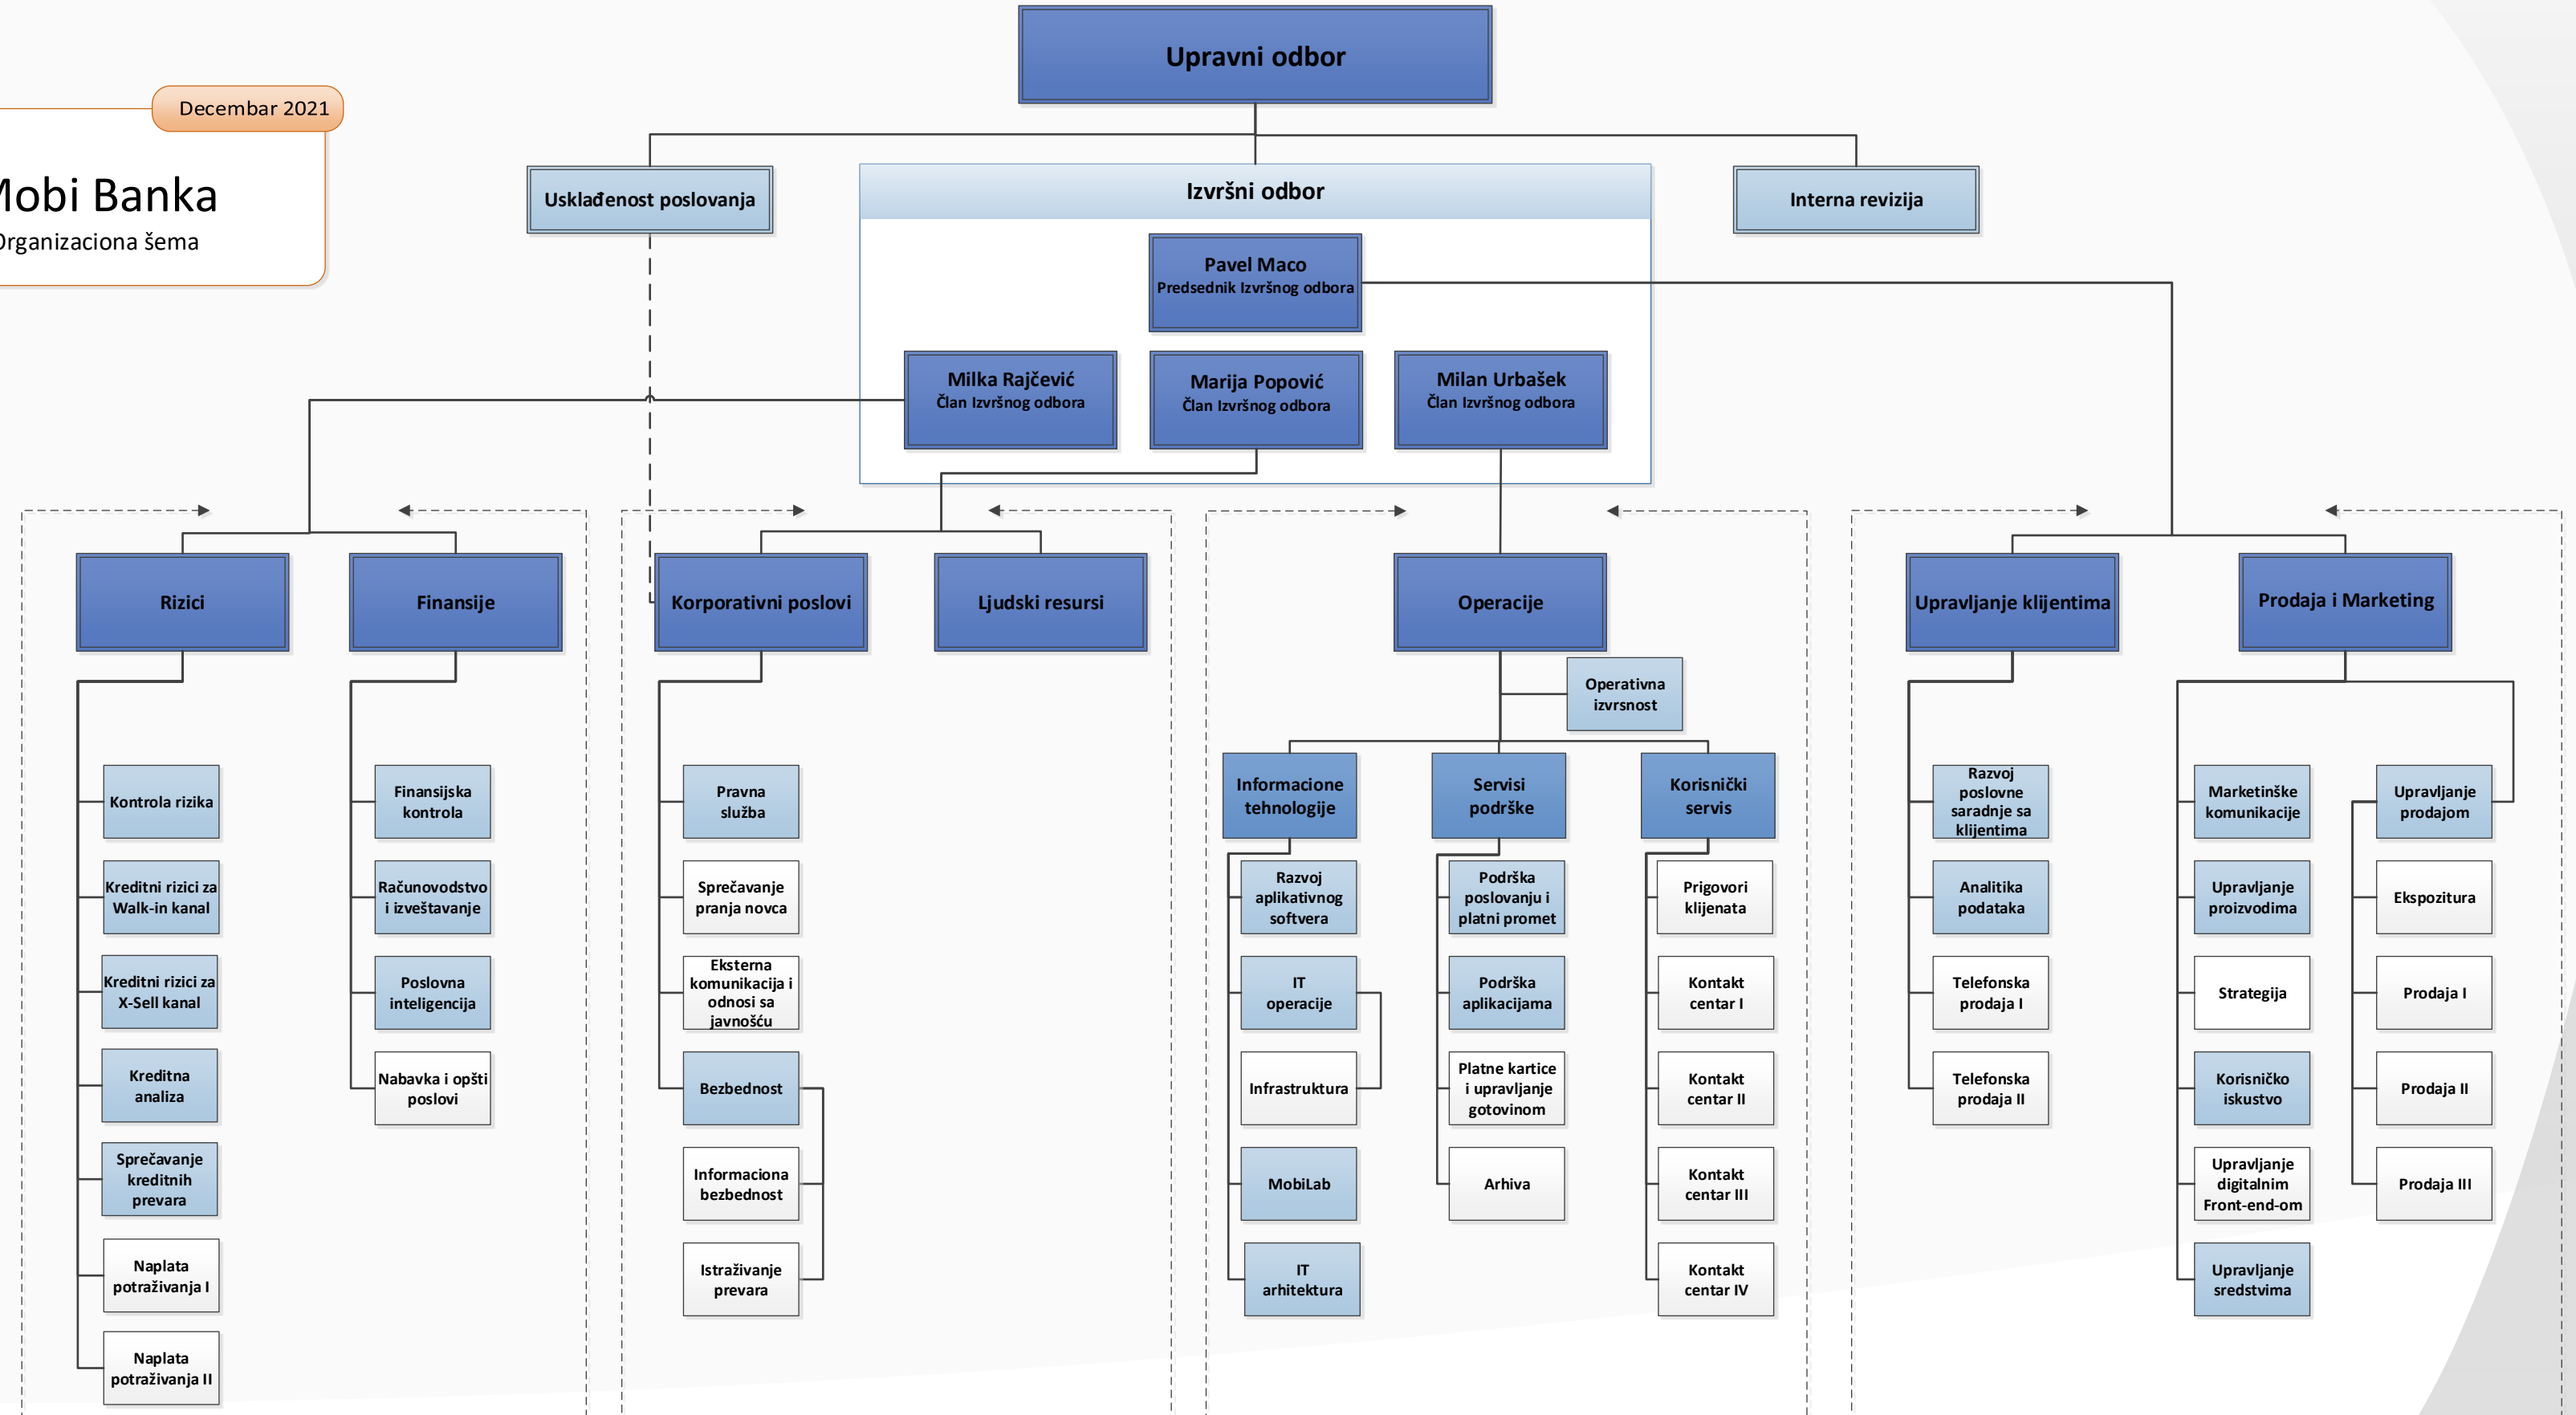 Upravni odbor
Decembar 2021
Mobi Banka
Organizaciona šema
Usklađenost poslovanja
Izvršni odbor
Interna revizija
Pavel Maco
Predsednik Izvršnog odbora
Milka Rajčević
Član Izvršnog odbora
Marija Popović
Član Izvršnog odbora
Milan Urbašek
Član Izvršnog odbora
Rizici
Finansije
Korporativni poslovi
Ljudski resursi
Operacije
Upravljanje klijentima
Prodaja i Marketing
Operativna
izvrsnost
Kontrola rizika
Kreditni rizici za
Walk-in kanal
Kreditni rizici za
X-Sell kanal
Kreditna
analiza
Sprečavanje
kreditnih
prevara
Naplata
potraživanja I
Naplata
potraživanja II
Finansijska
kontrola
Računovodstvo
i izveštavanje
Poslovna
inteligencija
Nabavka i opšti
poslovi
Pravna
služba
Sprečavanje
pranja novca
Eksterna
komunikacija i
odnosi sa
javnošću
Bezbednost
Informaciona
bezbednost
Istraživanje
prevara
Informacione
tehnologije
Razvoj
aplikativnog
softvera
IT
operacije
Infrastruktura
MobiLab
IT
arhitektura
Servisi
podrške
Podrška
poslovanju i
platni promet
Podrška
aplikacijama
Platne kartice
i upravljanje
gotovinom
Arhiva
Korisnički
servis
Prigovori
klijenata
Kontakt
centar I
Kontakt
centar II
Kontakt
centar III
Kontakt
centar IV
Razvoj
poslovne
saradnje sa
klijentima
Analitika
podataka
Telefonska
prodaja I
Telefonska
prodaja II
Marketinške
komunikacije
Upravljanje
proizvodima
Strategija
Korisničko
iskustvo
Upravljanje
digitalnim
Front-end-om
Upravljanje
sredstvima
Upravljanje
prodajom
Ekspozitura
Prodaja I
Prodaja II
Prodaja III